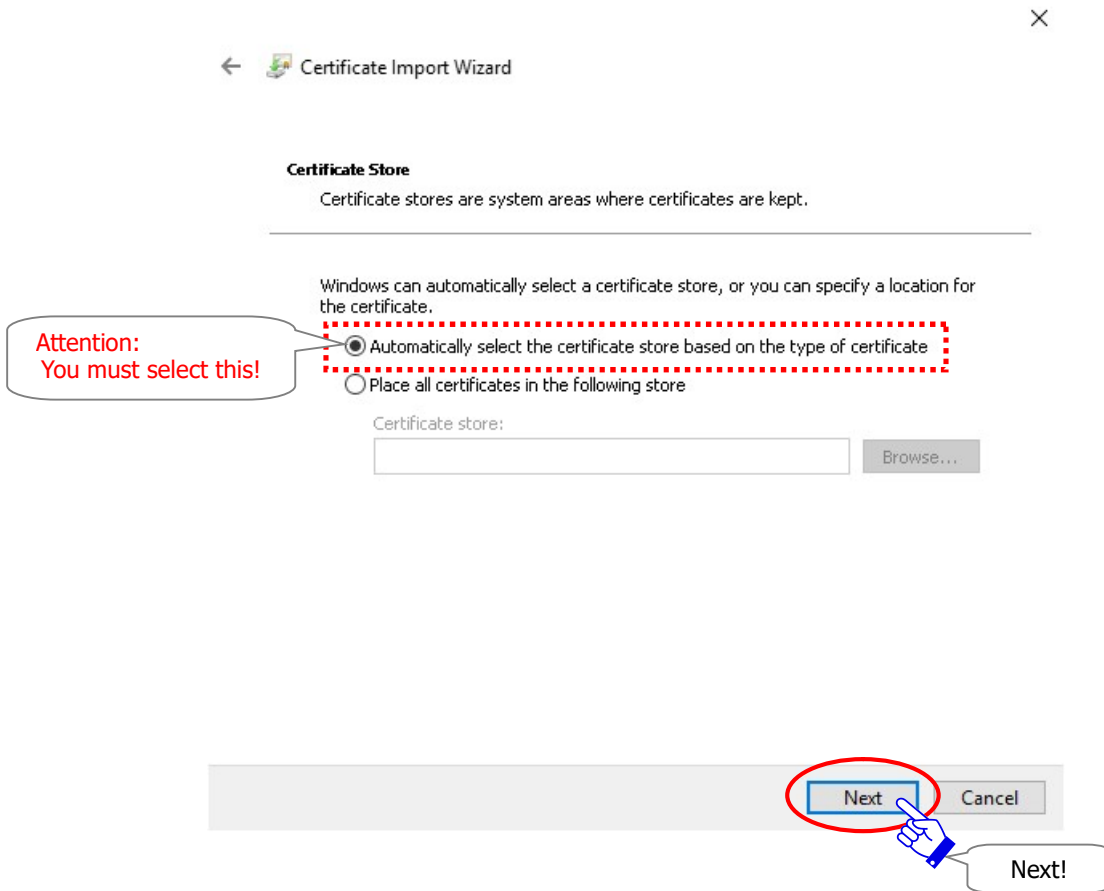 Certificate Import Wizard
Certificate Store
Certificate stores are system areas where certificates are kept.
Windows can automatically select a certificate store, or you can specify a location for
the certificate.
Attention:
You must select this!
Automatically select the certificate store based on the type of certificate
Place all certificates in the following store
Certificate store:
Browse...
Next
Cancel
Next!